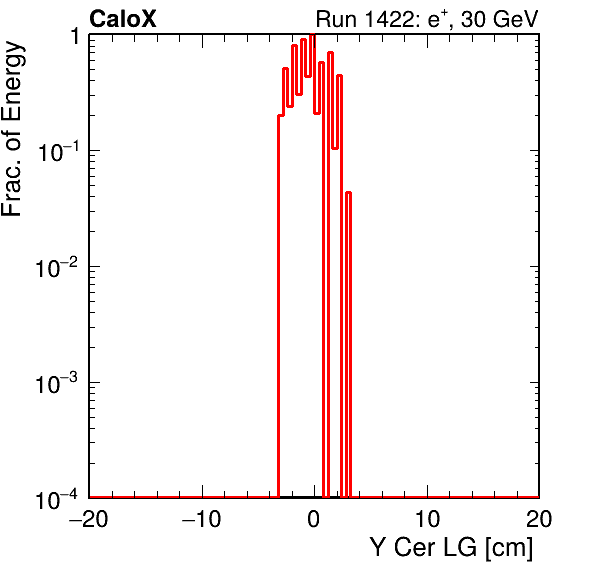 CaloX Run 1422: e⁺, 30 GeV
Frac. of Energy
1
10⁻¹
10⁻²
10⁻³
10⁻⁴
−20 −10 0 10 20
Y Cer LG [cm]